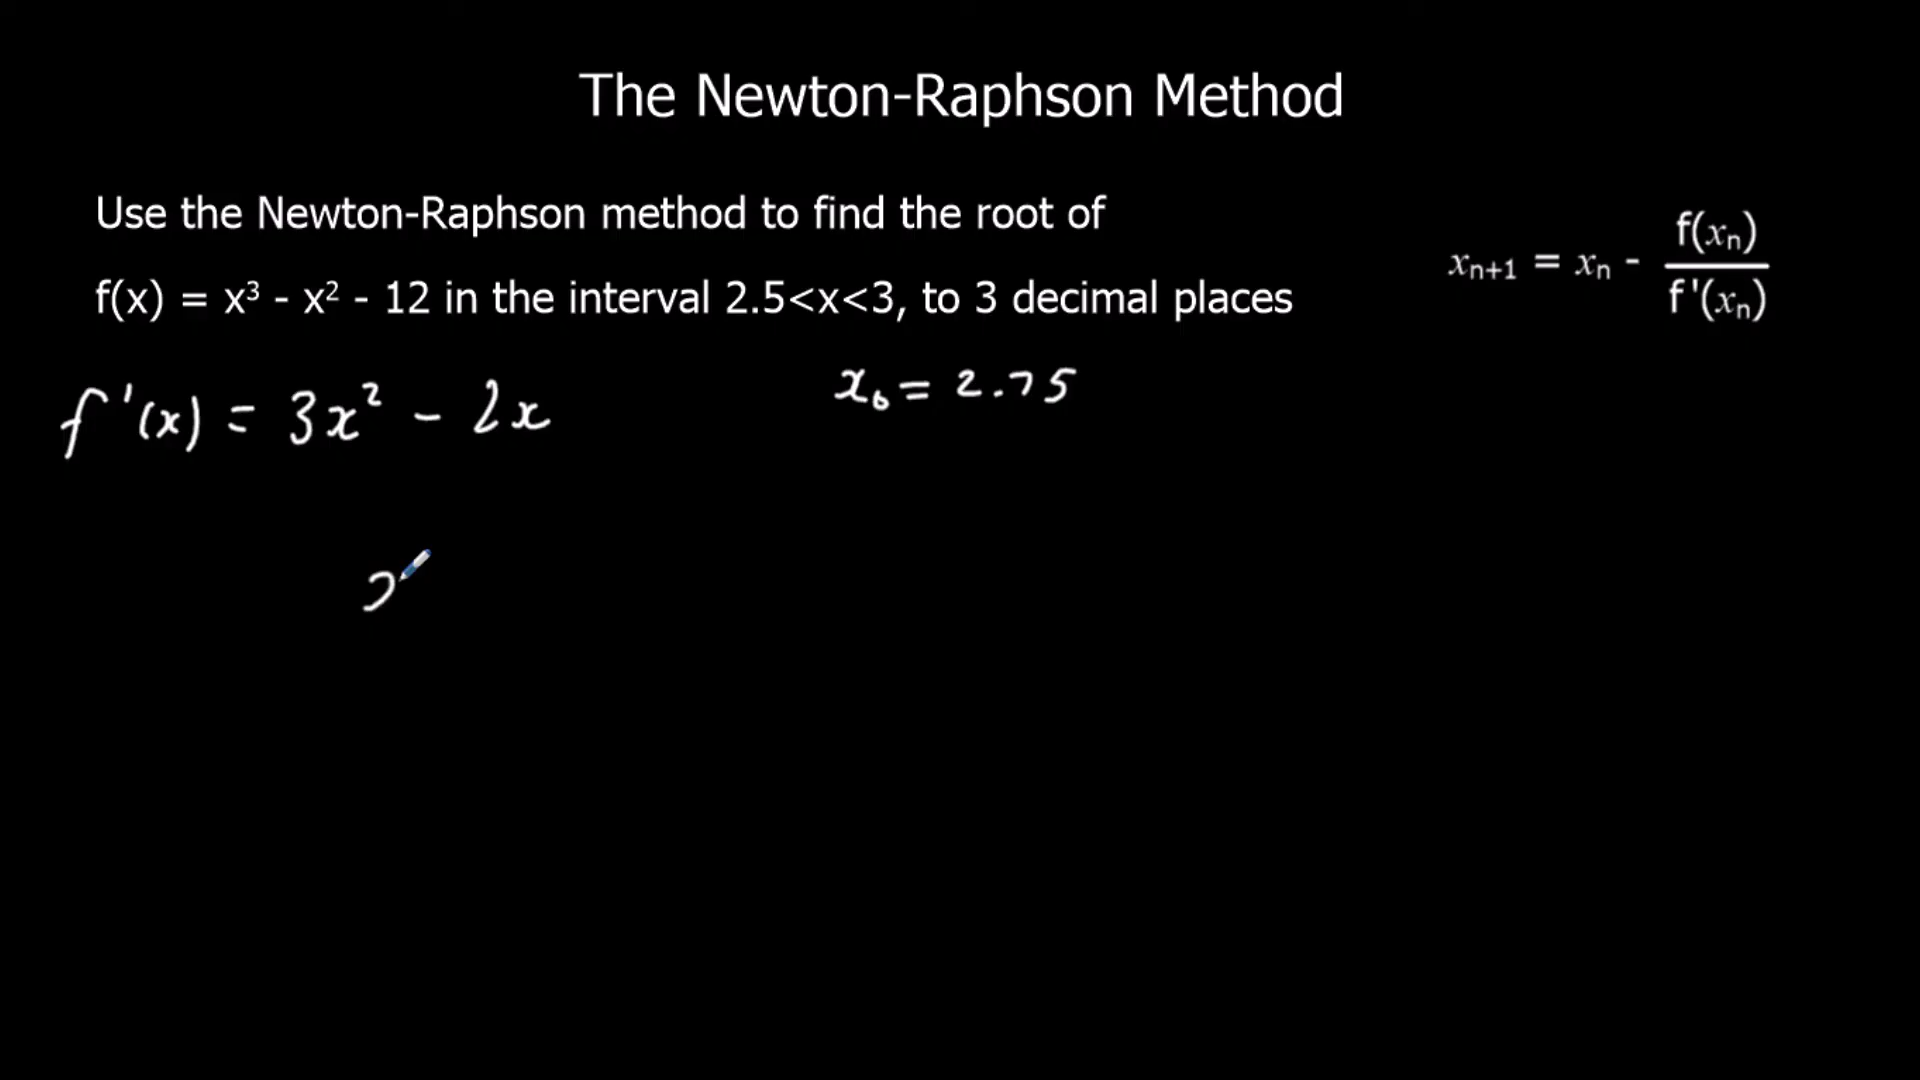 The Newton-Raphson Method
Use the Newton-Raphson method to find the root of
f(x) = x³ - x² - 12 in the interval 2.5<x<3, to 3 decimal places
xₙ₊₁ = xₙ - f(xₙ)/f'(xₙ)
f'(x) = 3x² - 2x
x₀ = 2.75